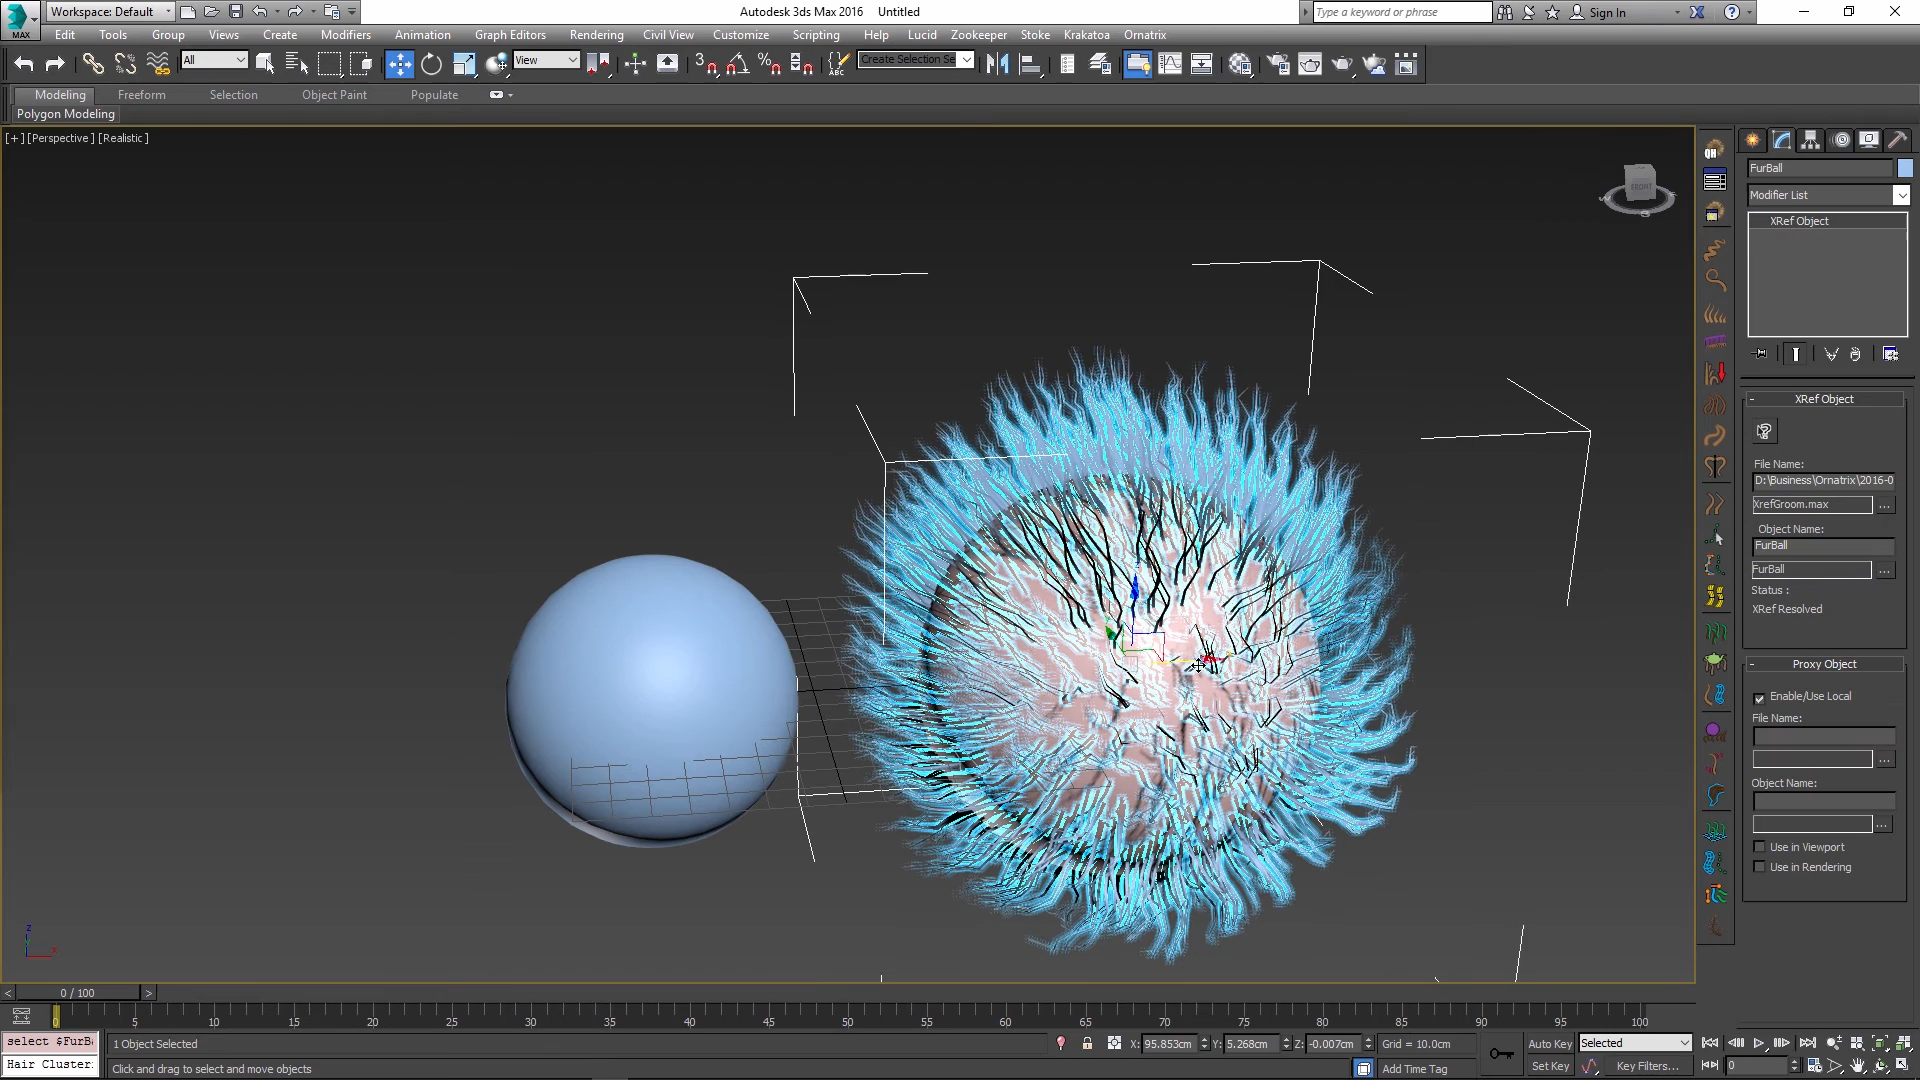 Workspace: Default
Autodesk 3ds Max 2016 Untitled
Type a keyword or phrase
Sign In
MAX
Edit Tools Group Views Create Modifiers Animation Graph Editors Rendering Civil View Customize Scripting Help Lucid Zookeeper Stoke Krakatoa Ornatrix
All
View
3
ABC
Create Selection Se
Modeling Freeform Selection Object Paint Populate
Polygon Modeling
[+] [Perspective] [Realistic]
FRONT
QH
FurBall
Modifier List
XRef Object
- XRef Object
File Name:
D:\Business\Ornatrix\2016-0
XrefGroom.max ...
Object Name:
FurBall
FurBall ...
Status :
XRef Resolved
- Proxy Object
Enable/Use Local
File Name:
...
Object Name:
...
Use in Viewport
Use in Rendering
z
x
< 0 / 100 >
0 5 10 15 20 25 30 35 40 45 50 55 60 65 70 75 80 85 90 95 100
select $FurBa
Hair Cluster:
1 Object Selected
Click and drag to select and move objects
X: 95.853cm Y: 5.268cm Z: -0.007cm
Grid = 10.0cm
Add Time Tag
Auto Key Selected
Set Key Key Filters...
0